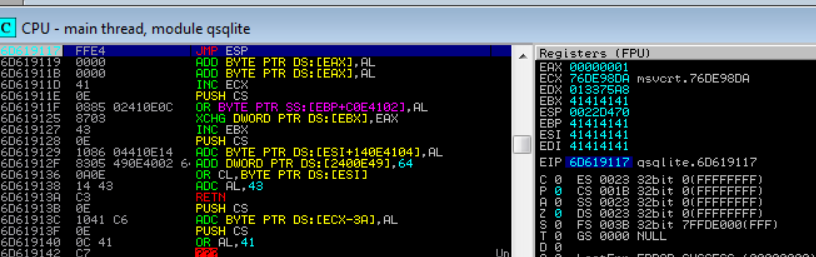 C CPU - main thread, module qsqlite
6D619117 FFE4 JMP ESP
6D619119 0000 ADD BYTE PTR DS:[EAX],AL
6D61911B 0000 ADD BYTE PTR DS:[EAX],AL
6D61911D 41 INC ECX
6D61911E 0E PUSH CS
6D61911F 0885 02410E0C OR BYTE PTR SS:[EBP+C0E4102],AL
6D619125 8703 XCHG DWORD PTR DS:[EBX],EAX
6D619127 43 INC EBX
6D619128 0E PUSH CS
6D619129 1086 04410E14 ADC BYTE PTR DS:[ESI+140E4104],AL
6D61912F 8305 490E4002 6 ADD DWORD PTR DS:[2400E49],64
6D619136 0A0E OR CL,BYTE PTR DS:[ESI]
6D619138 14 43 ADC AL,43
6D61913A C3 RETN
6D61913B 0E PUSH CS
6D61913C 1041 C6 ADC BYTE PTR DS:[ECX-3A],AL
6D61913F 0E PUSH CS
6D619140 0C 41 OR AL,41
6D619142 C7 ??? Un
Registers (FPU)
EAX 00000001
ECX 76DE98DA msvcrt.76DE98DA
EDX 013375A8
EBX 41414141
ESP 0022D470
EBP 41414141
ESI 41414141
EDI 41414141
EIP 6D619117 qsqlite.6D619117
C 0 ES 0023 32bit 0(FFFFFFFF)
P 0 CS 001B 32bit 0(FFFFFFFF)
A 0 SS 0023 32bit 0(FFFFFFFF)
Z 0 DS 0023 32bit 0(FFFFFFFF)
S 0 FS 003B 32bit 7FFDE000(FFF)
T 0 GS 0000 NULL
D 0